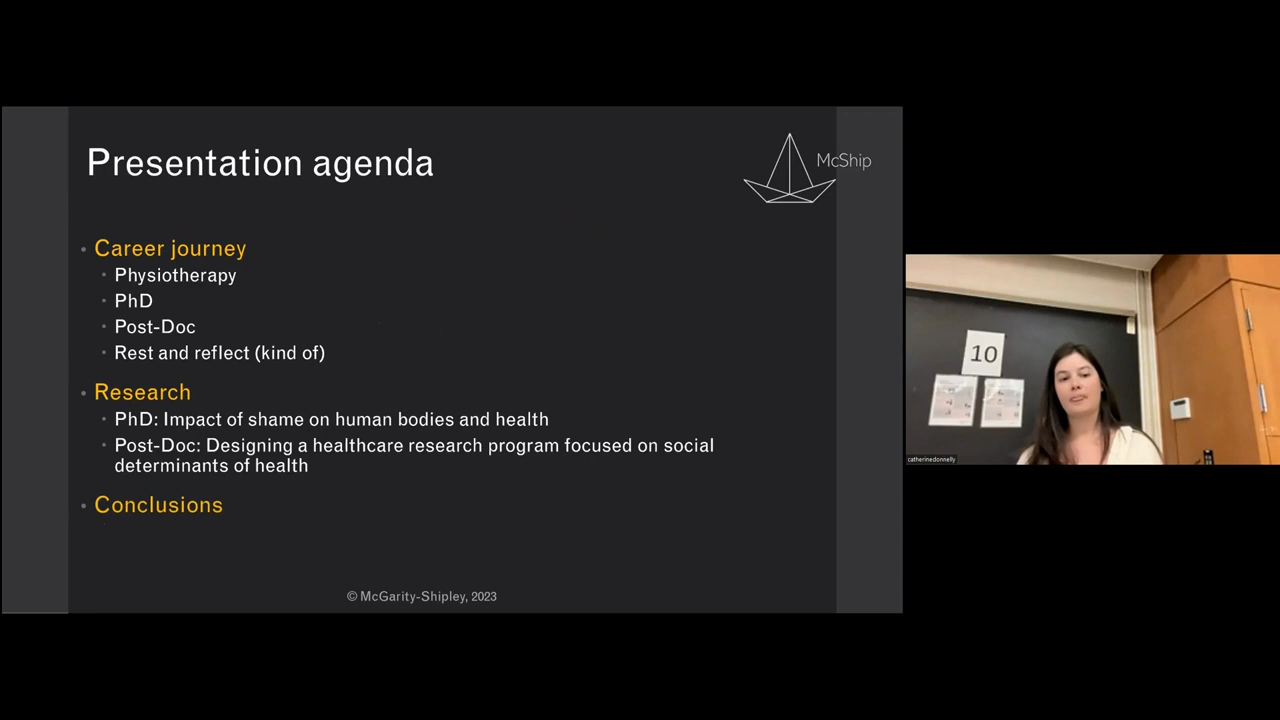 Presentation agenda
McShip
Career journey
Physiotherapy
PhD
Post-Doc
Rest and reflect (kind of)
Research
PhD: Impact of shame on human bodies and health
Post-Doc: Designing a healthcare research program focused on social
determinants of health
Conclusions
© McGarity-Shipley, 2023
10
catherinedonnelly